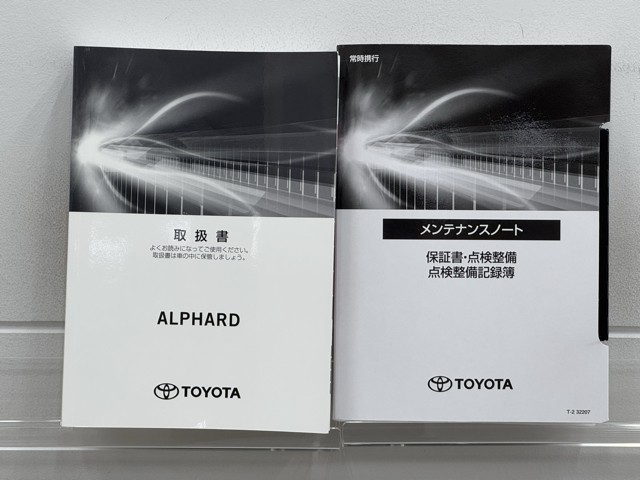 取扱書
よくお読みになってご使用ください。
取扱書は車の中に保管しましょう。
ALPHARD
TOYOTA
常時携行
メンテナンスノート
保証書・点検整備
点検整備記録簿
TOYOTA
T-2 32207